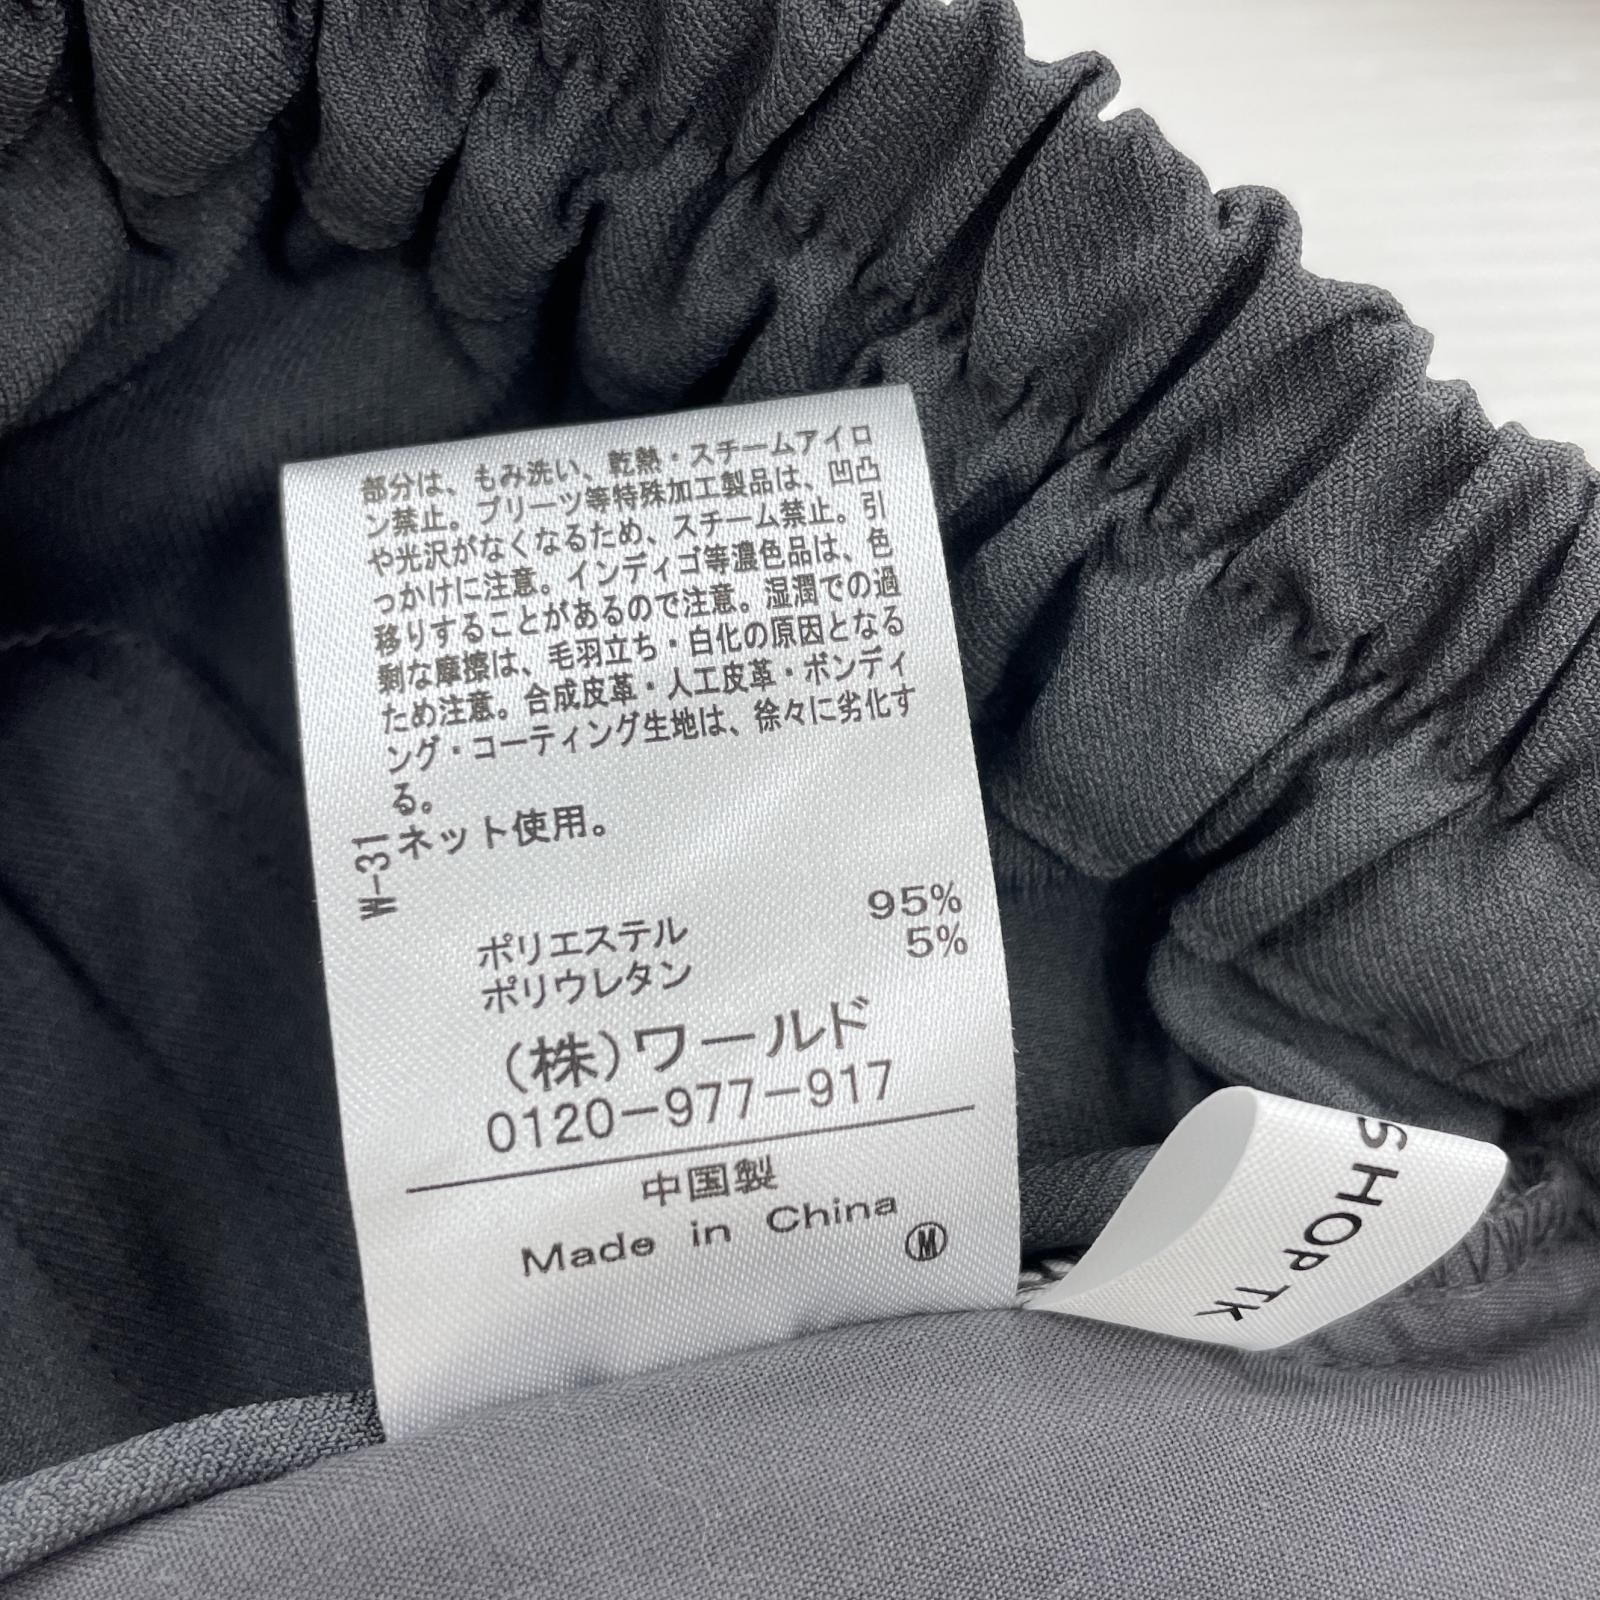 部分は、もみ洗い、乾熱・スチームアイロ
ン禁止。プリーツ等特殊加工製品は、凹凸
や光沢がなくなるため、スチーム禁止。引
っかけに注意。インディゴ等濃色品は、色
移りすることがあるので注意。湿潤での過
剰な摩擦は、毛羽立ち・白化の原因となる
ため注意。合成皮革・人工皮革・ボンディ
ング・コーティング生地は、徐々に劣化す
る。
ネット使用。
W-31
ポリエステル 95%
ポリウレタン 5%
(株)ワールド
0120-977-917
中国製
Made in China
Ⓜ
SHOP TK